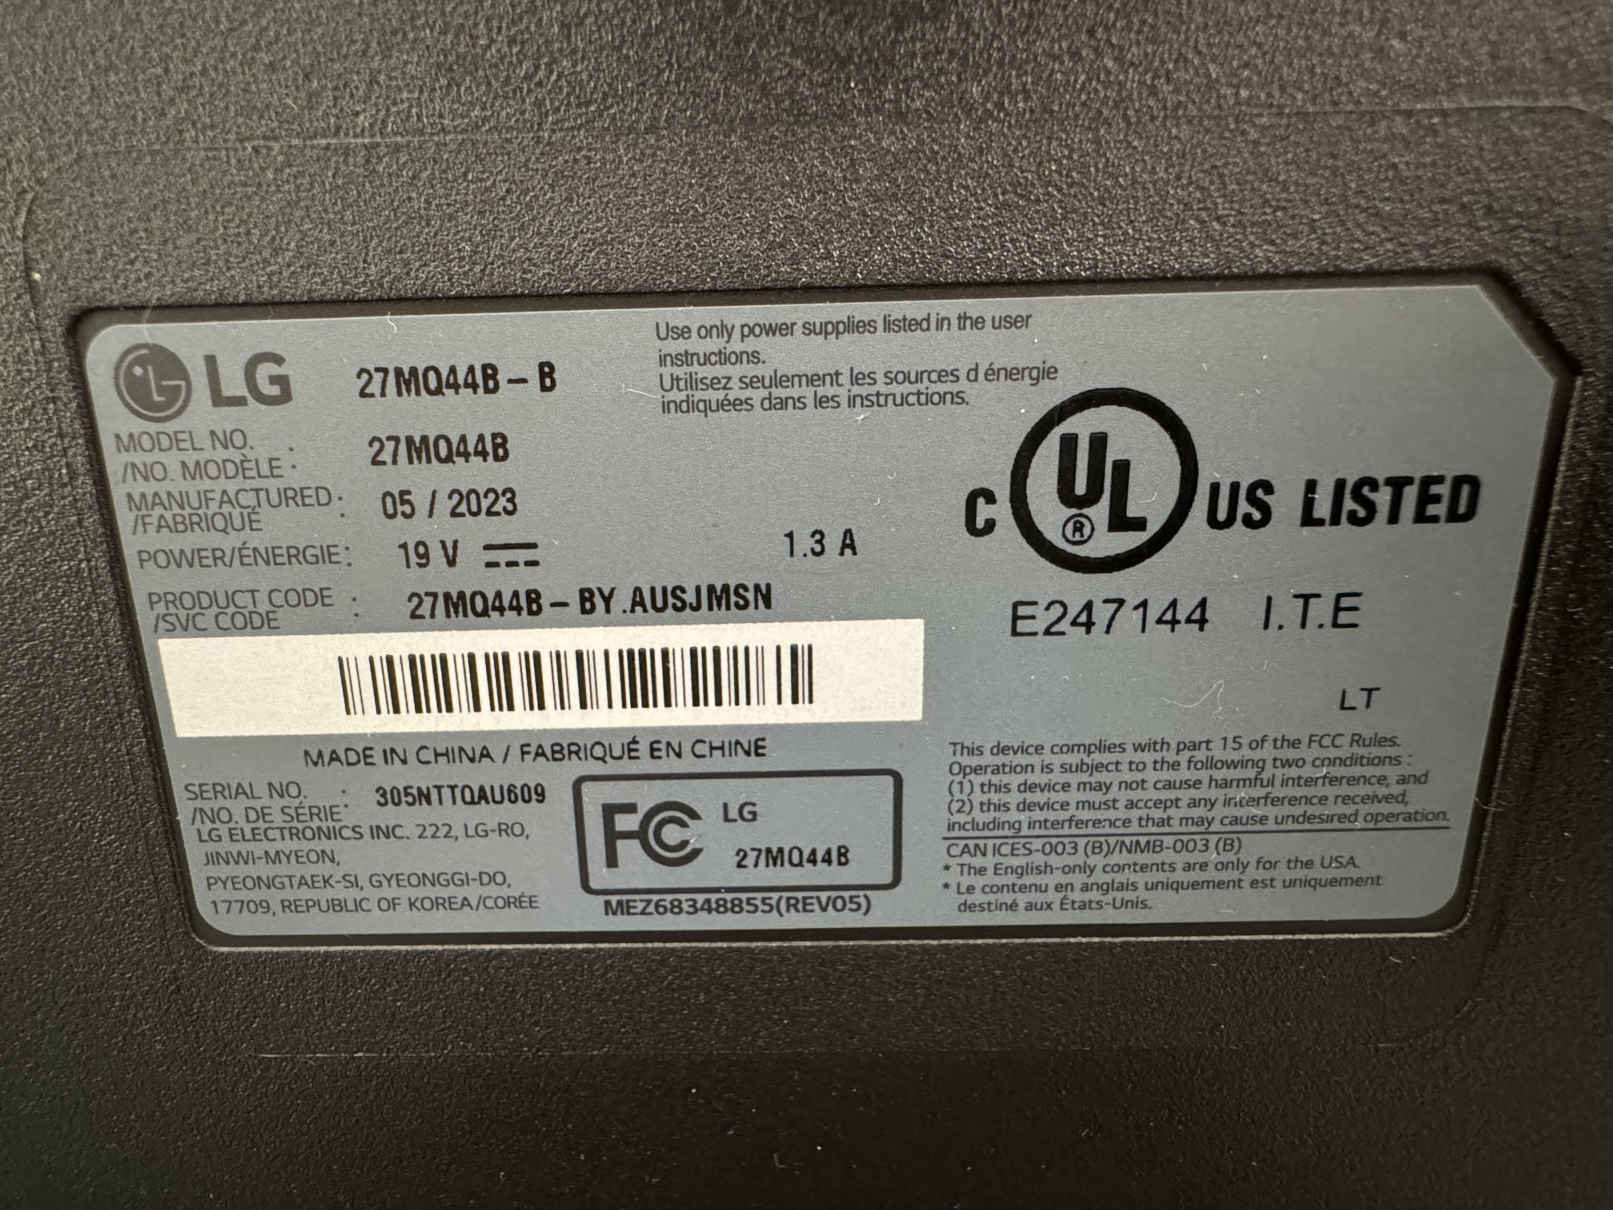 LG 27MQ44B-B
MODEL NO.
/NO. MODÈLE : 27MQ44B
MANUFACTURED
/FABRIQUÉ : 05 / 2023
POWER/ÉNERGIE: 19 V 1.3 A
PRODUCT CODE
/SVC CODE : 27MQ44B-BY.AUSJMSN
MADE IN CHINA / FABRIQUÉ EN CHINE
SERIAL NO.
/NO. DE SÉRIE : 305NTTQAU609
LG ELECTRONICS INC. 222, LG-RO,
JINWI-MYEON,
PYEONGTAEK-SI, GYEONGGI-DO,
17709, REPUBLIC OF KOREA/CORÉE
FC LG
27MQ44B
MEZ68348855(REV05)
Use only power supplies listed in the user
instructions.
Utilisez seulement les sources d énergie
indiquées dans les instructions.
C UL ® US LISTED
E247144 I.T.E
LT
This device complies with part 15 of the FCC Rules.
Operation is subject to the following two conditions :
(1) this device may not cause harmful interference, and
(2) this device must accept any interference received,
including interference that may cause undesired operation.
CAN ICES-003 (B)/NMB-003 (B)
* The English-only contents are only for the USA.
* Le contenu en anglais uniquement est uniquement
destiné aux États-Unis.